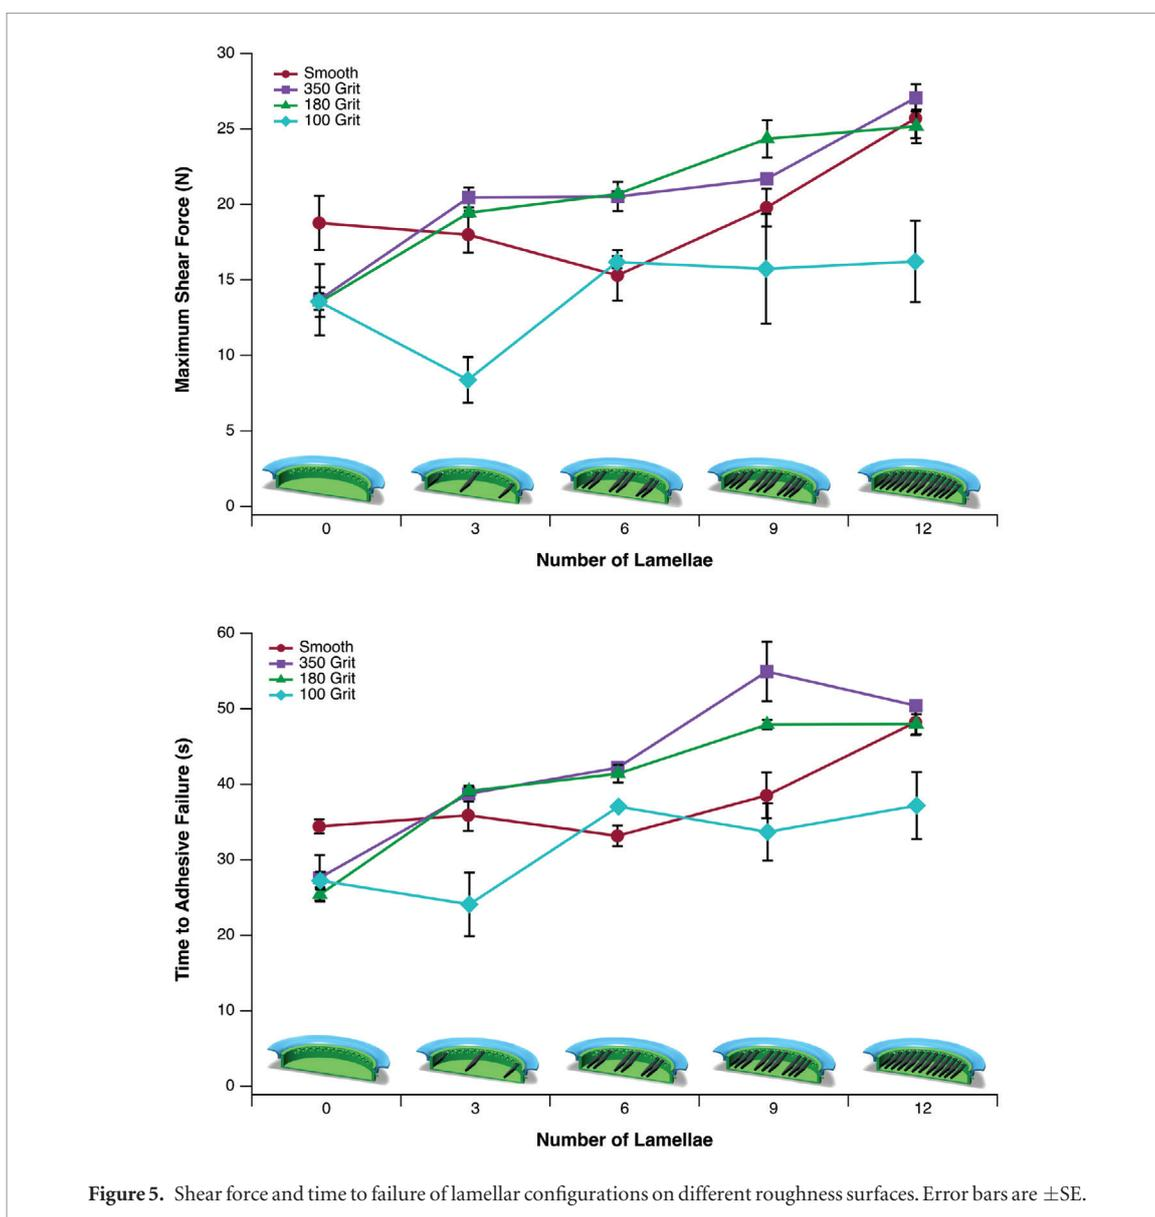 30
25
20
15
10
5
0
Maximum Shear Force (N)
Smooth
350 Grit
180 Grit
100 Grit
0 3 6 9 12
Number of Lamellae
60
50
40
30
20
10
0
Time to Adhesive Failure (s)
Smooth
350 Grit
180 Grit
100 Grit
0 3 6 9 12
Number of Lamellae
Figure 5. Shear force and time to failure of lamellar configurations on different roughness surfaces. Error bars are ±SE.